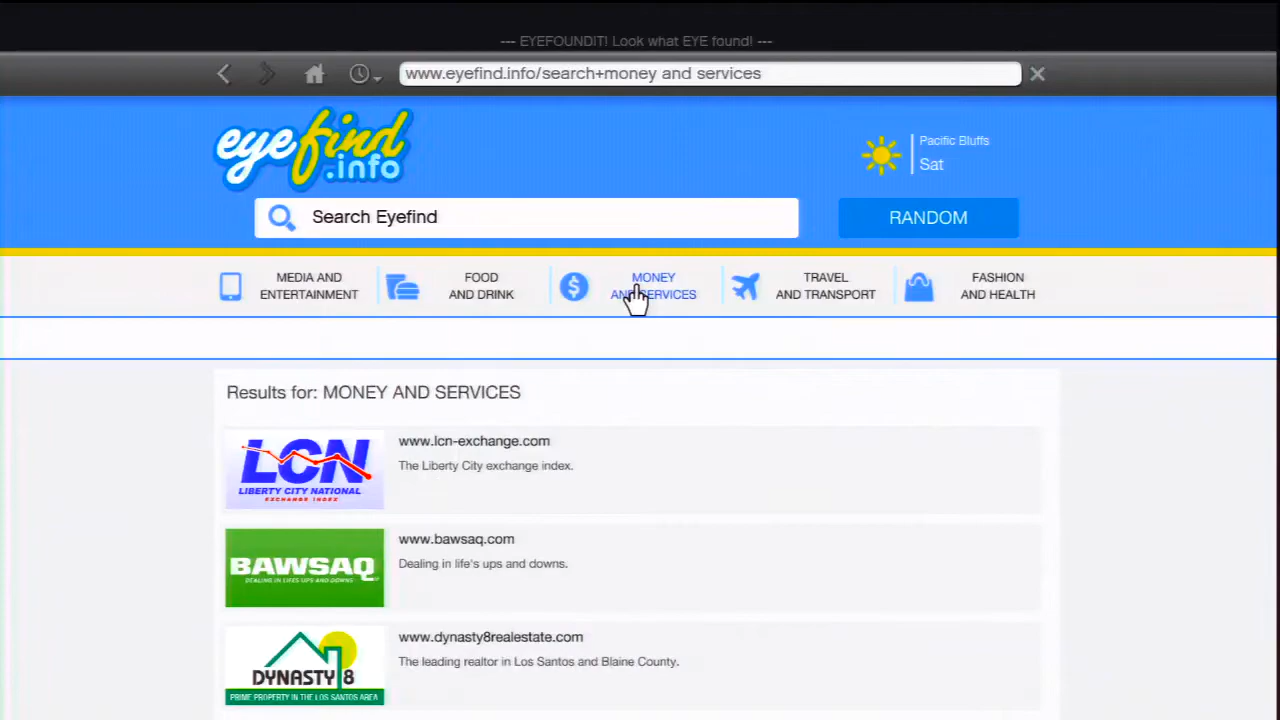 --- EYEFOUNDIT! Look what EYE found! ---
www.eyefind.info/search+money and services
eyefind
.info
Pacific Bluffs
Sat
Search Eyefind
RANDOM
MEDIA AND
ENTERTAINMENT
FOOD
AND DRINK
MONEY
AND SERVICES
TRAVEL
AND TRANSPORT
FASHION
AND HEALTH
Results for: MONEY AND SERVICES
LCN
LIBERTY CITY NATIONAL
EXCHANGE INDEX
www.lcn-exchange.com
The Liberty City exchange index.
BAWSAQ
DEALING IN LIFES UPS AND DOWNS
www.bawsaq.com
Dealing in life's ups and downs.
DYNASTY 8
PRIME PROPERTY IN THE LOS SANTOS AREA
www.dynasty8realestate.com
The leading realtor in Los Santos and Blaine County.